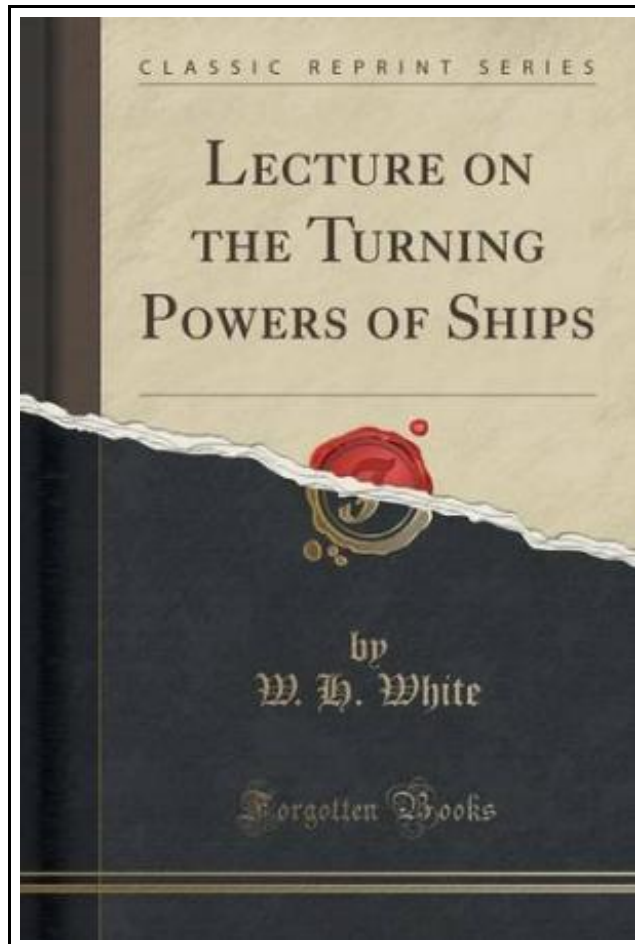 CLASSIC REPRINT SERIES
LECTURE ON
THE TURNING
POWERS OF SHIPS
by
W. H. White
Forgotten Books